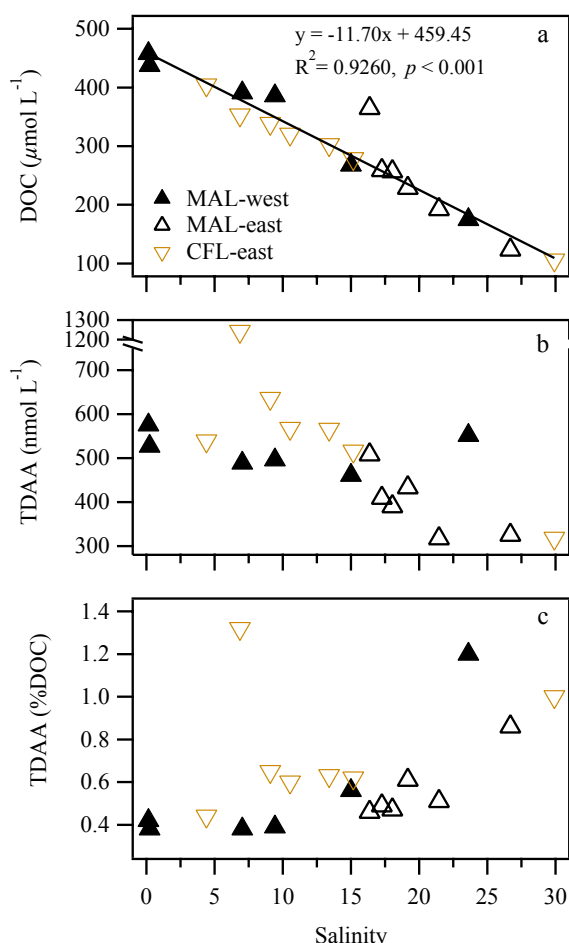 y = -11.70x + 459.45
a
R² = 0.9260, p < 0.001
500
400
300
200
100
DOC (µmol L⁻¹)
MAL-west
MAL-east
CFL-east
b
1300
1200
700
600
500
400
300
TDAA (nmol L⁻¹)
c
1.4
1.2
1.0
0.8
0.6
0.4
TDAA (%DOC)
0 5 10 15 20 25 30
Salinity